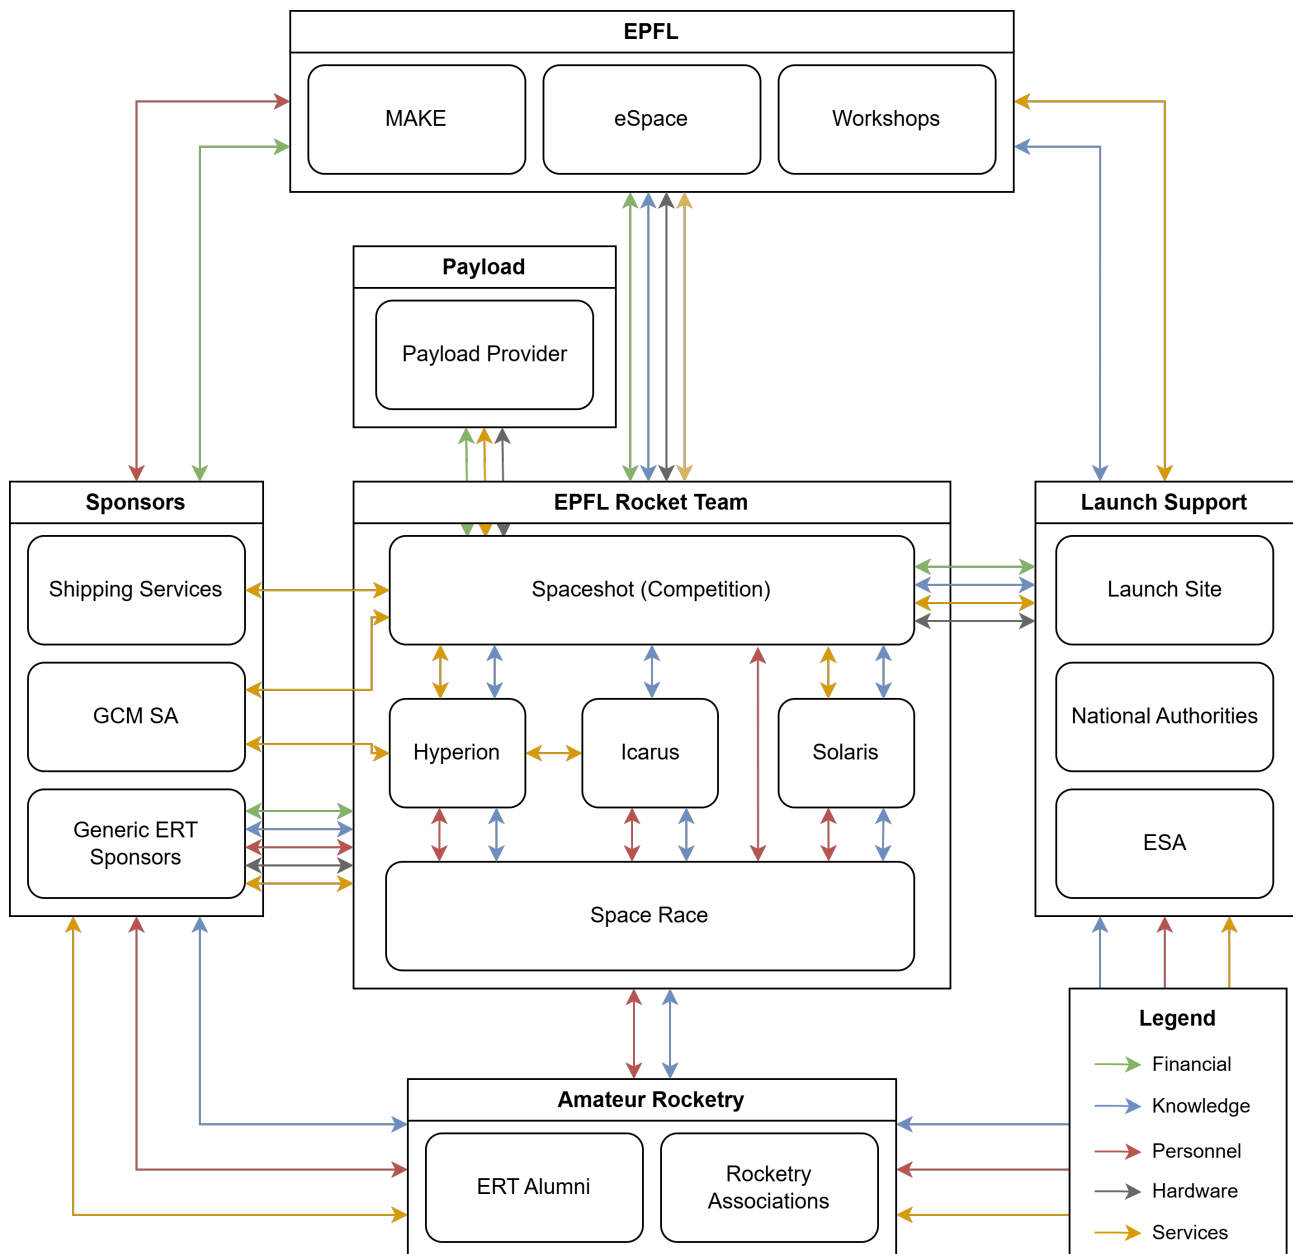 EPFL
MAKE
eSpace
Workshops
Payload
Payload Provider
Sponsors
Shipping Services
GCM SA
Generic ERT
Sponsors
EPFL Rocket Team
Spaceshot (Competition)
Hyperion
Icarus
Solaris
Space Race
Launch Support
Launch Site
National Authorities
ESA
Amateur Rocketry
ERT Alumni
Rocketry
Associations
Legend
Financial
Knowledge
Personnel
Hardware
Services